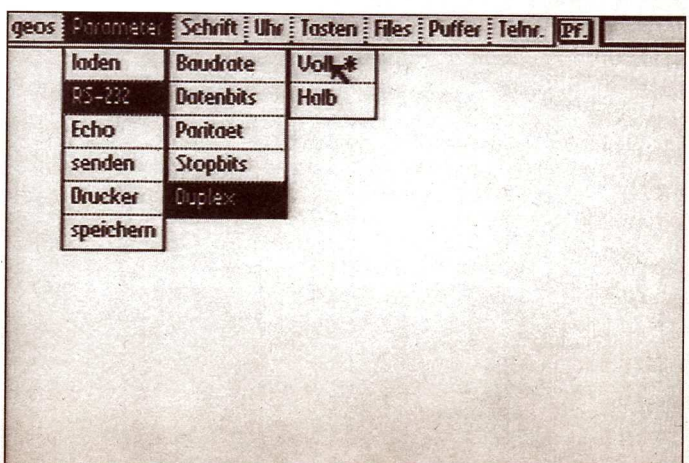 geos Parameter Schrift Uhr Tasten Files Puffer Telnr. Pf.
laden Baudrate Voll *
RS-232 Datenbits Halb
Echo Paritaet
senden Stopbits
Drucker Duplex
speichern